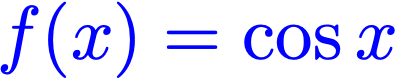 f(x) = cos x